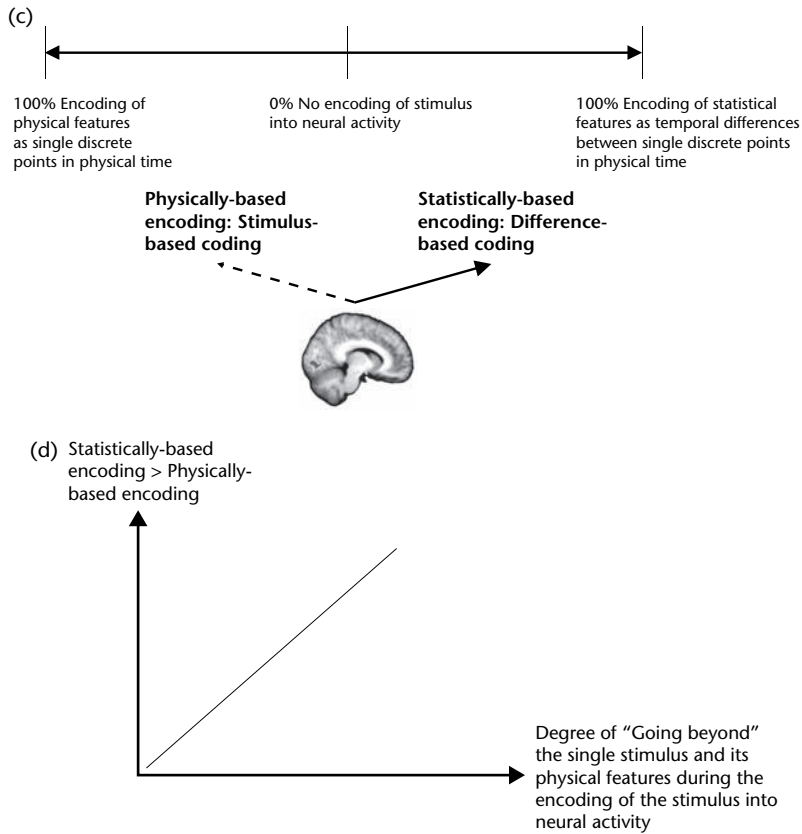 (c)
100% Encoding of
physical features
as single discrete
points in physical time
0% No encoding of stimulus
into neural activity
100% Encoding of statistical
features as temporal differences
between single discrete points
in physical time
Physically-based
encoding: Stimulus-
based coding
Statistically-based
encoding: Difference-
based coding
(d) Statistically-based
encoding > Physically-
based encoding
Degree of “Going beyond”
the single stimulus and its
physical features during the
encoding of the stimulus into
neural activity